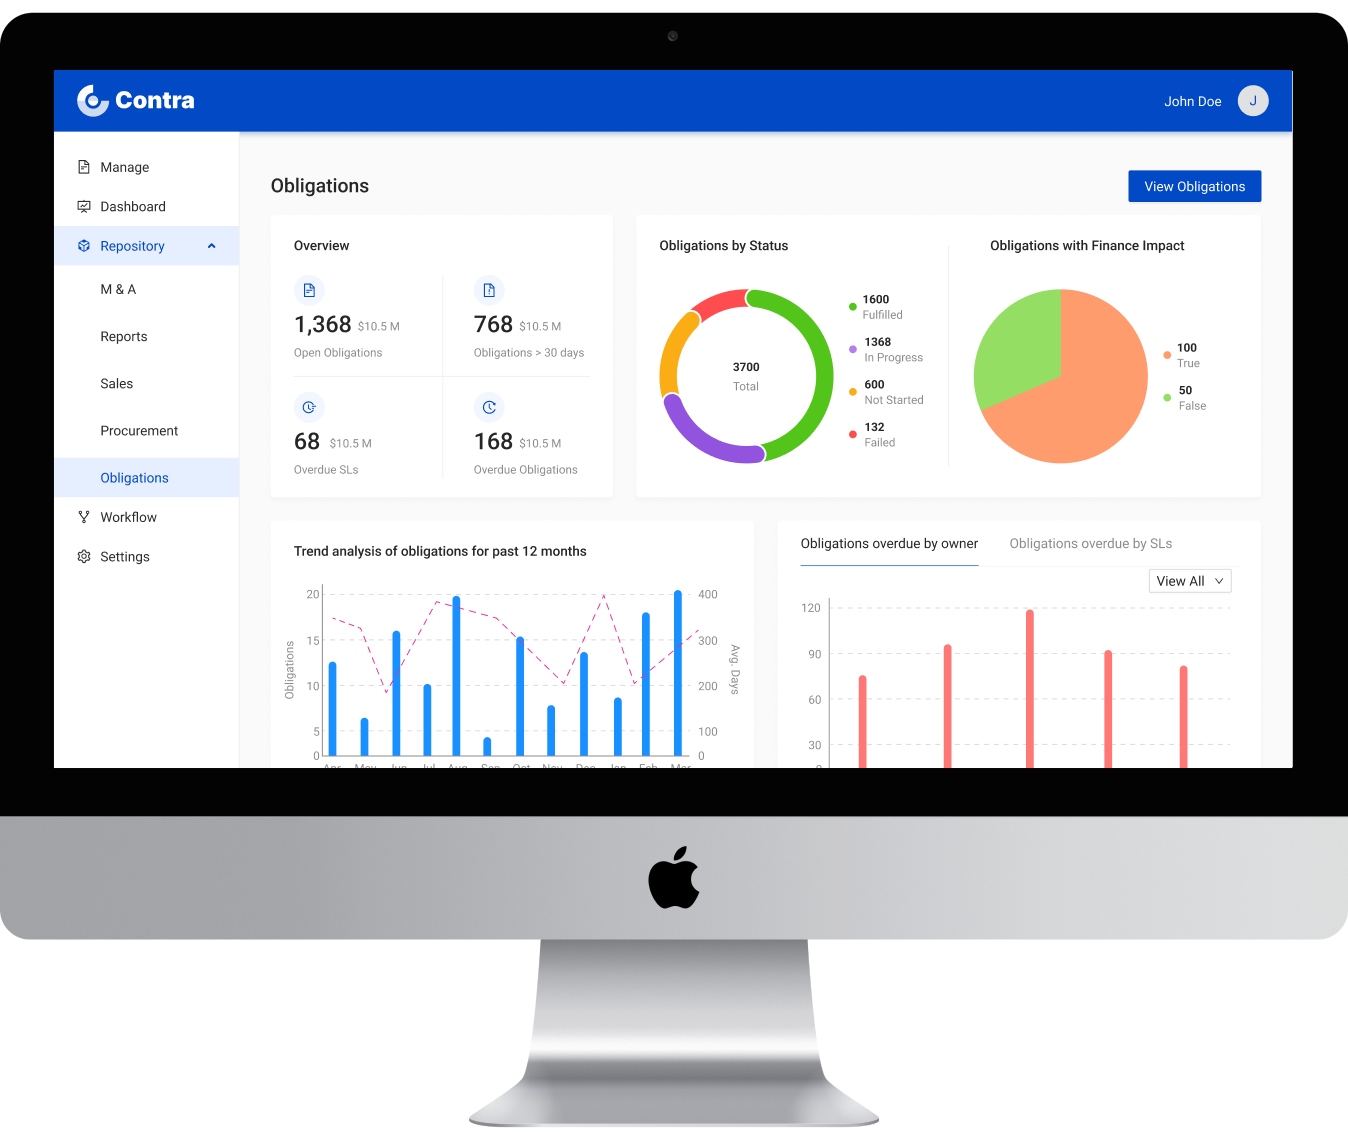 Contra
John Doe
J
Manage
Dashboard
Repository
M & A
Reports
Sales
Procurement
Obligations
Workflow
Settings
Obligations
View Obligations
Overview
1,368 $10.5 M
Open Obligations
768 $10.5 M
Obligations > 30 days
68 $10.5 M
Overdue SLs
168 $10.5 M
Overdue Obligations
Obligations by Status
3700
Total
1600
Fulfilled
1368
In Progress
600
Not Started
132
Failed
Obligations with Finance Impact
100
True
50
False
Trend analysis of obligations for past 12 months
Obligations
20
15
10
5
0
400
300
200
100
0
Avg. Days
Apr May Jun Jul Aug Sep Oct Nov Dec Jan Feb Mar
Obligations overdue by owner
Obligations overdue by SLs
View All
120
90
60
30
0